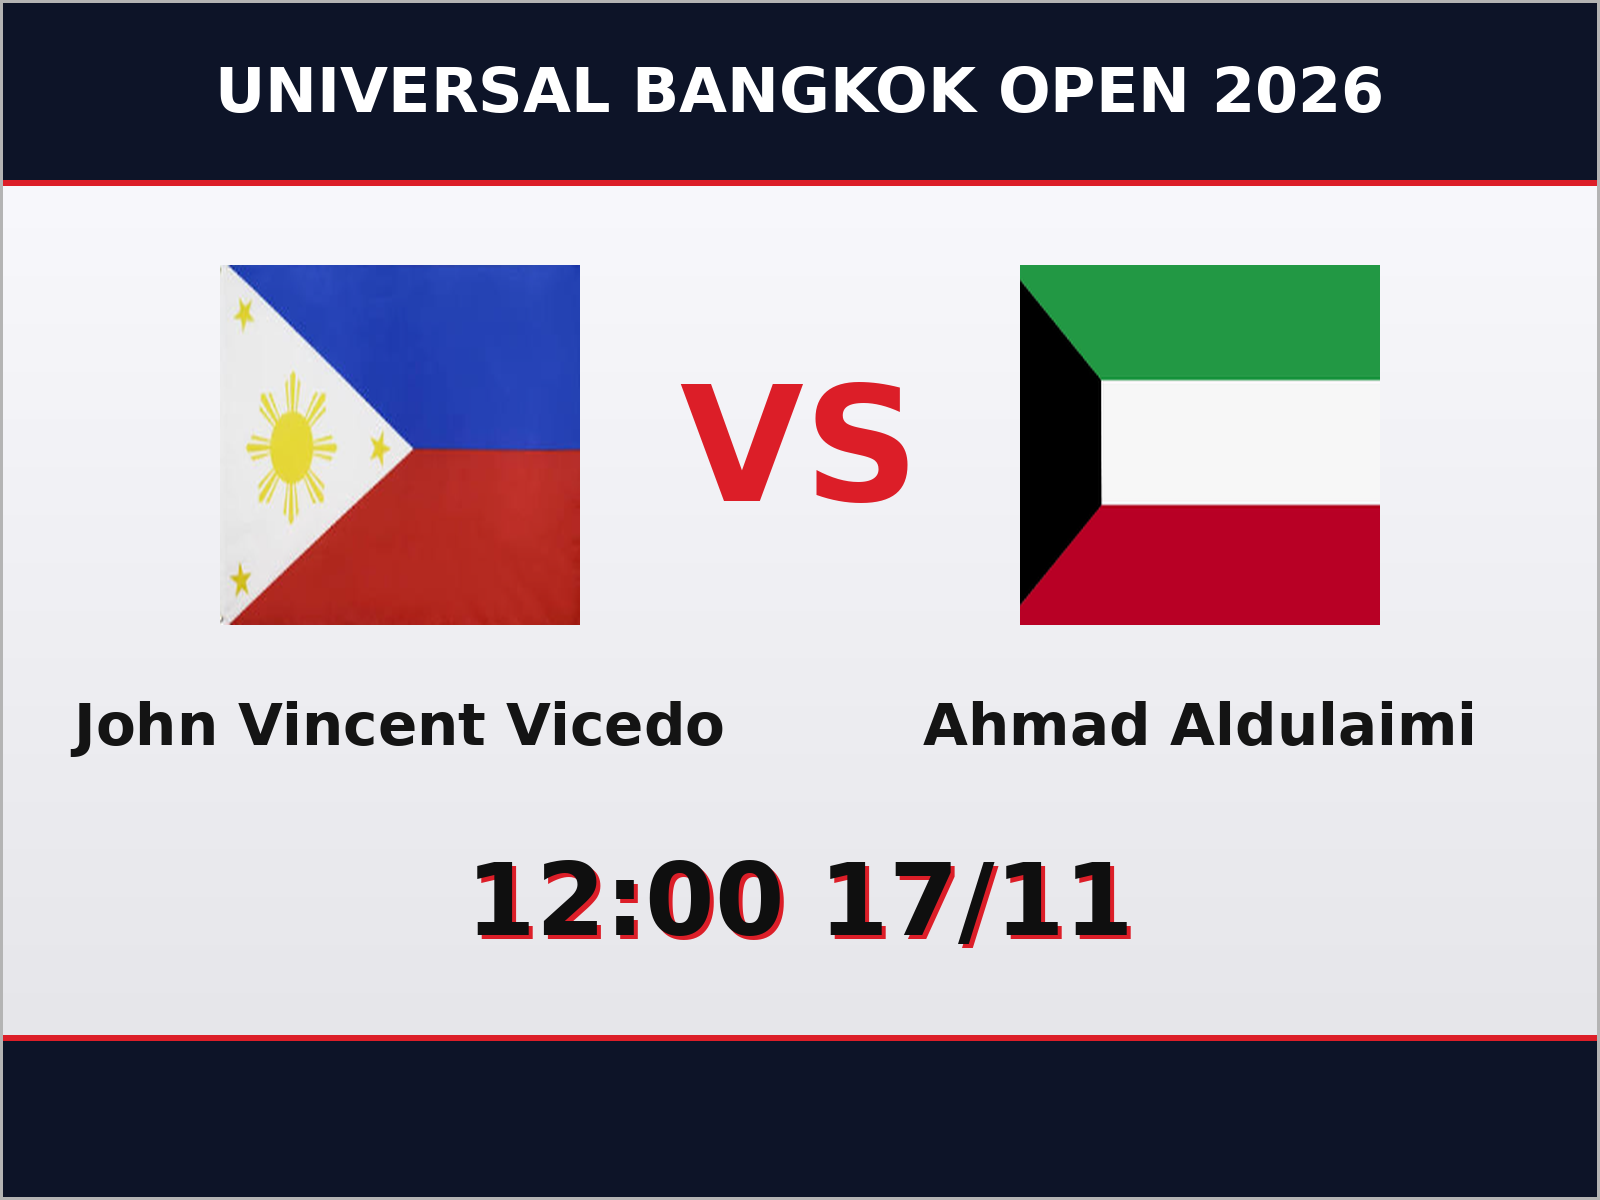 UNIVERSAL BANGKOK OPEN 2026
VS
John Vincent Vicedo
Ahmad Aldulaimi
12:00 17/11